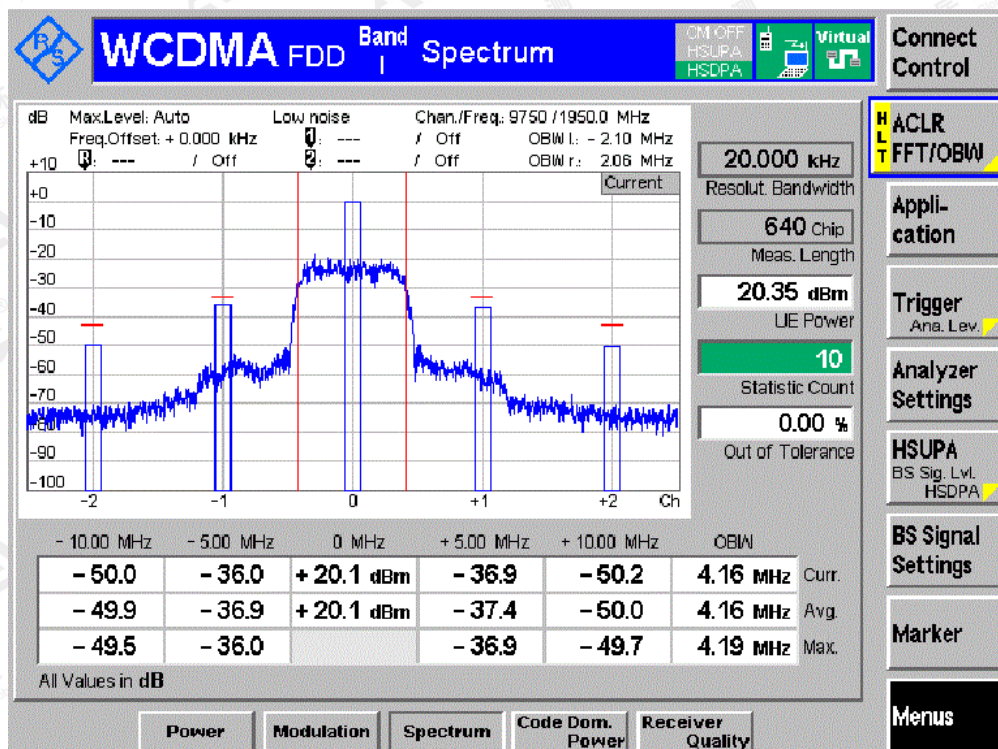 R&S
WCDMA FDD Band I Spectrum
CM OFF
HSUPA
HSDPA
Virtual
Connect Control
dB Max.Level: Auto Low noise Chan./Freq.: 9750 / 1950.0 MHz
Freq.Offset: + 0.000 kHz 1: --- / Off OBW l.: - 2.10 MHz
R: --- / Off 2: --- / Off OBW r.: 2.06 MHz
Current
+10
+0
-10
-20
-30
-40
-50
-60
-70
-80
-90
-100
-2 -1 0 +1 +2 Ch
20.000 kHz
Resolut. Bandwidth
640 Chip
Meas. Length
20.35 dBm
UE Power
10
Statistic Count
0.00 %
Out of Tolerance
- 10.00 MHz - 5.00 MHz 0 MHz + 5.00 MHz + 10.00 MHz OBW
- 50.0 - 36.0 + 20.1 dBm - 36.9 - 50.2 4.16 MHz Curr.
- 49.9 - 36.9 + 20.1 dBm - 37.4 - 50.0 4.16 MHz Avg.
- 49.5 - 36.0 - 36.9 - 49.7 4.19 MHz Max.
All Values in dB
HLT
ACLR
FFT/OBW
Appli-
cation
Trigger
Ana. Lev.
Analyzer
Settings
HSUPA
BS Sig. Lvl.
HSDPA
BS Signal
Settings
Marker
Menus
Power Modulation Spectrum Code Dom. Power Receiver Quality